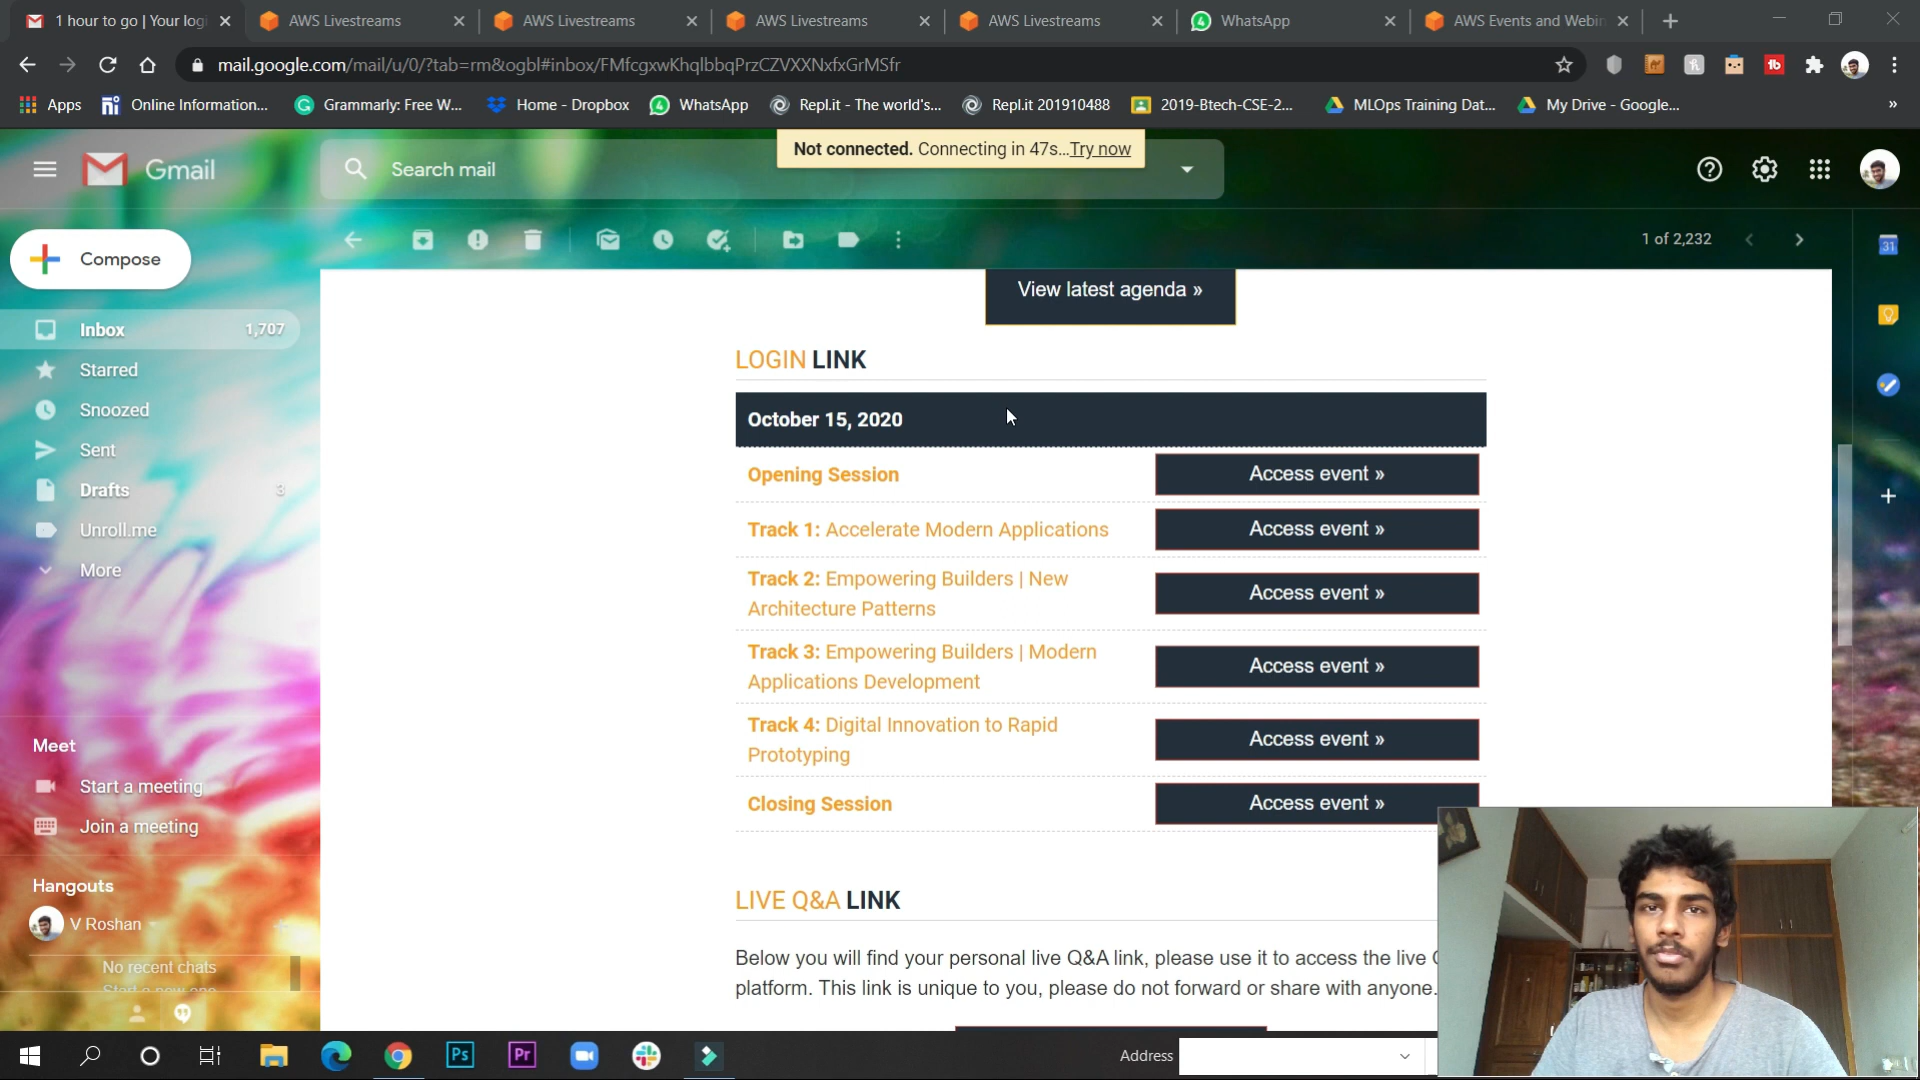 1 hour to go | Your logi
AWS Livestreams
AWS Livestreams
AWS Livestreams
AWS Livestreams
WhatsApp
AWS Events and Webin
mail.google.com/mail/u/0/?tab=rm&ogbl#inbox/FMfcgxwKhqlbbqPrzCZVXXNxfxGrMSfr
Apps
Online Information...
Grammarly: Free W...
Home - Dropbox
WhatsApp
Repl.it - The world's...
Repl.it 201910488
2019-Btech-CSE-2...
MLOps Training Dat...
My Drive - Google...
»
Gmail
Search mail
Not connected. Connecting in 47s...Try now
1 of 2,232
Compose
Inbox 1,707
Starred
Snoozed
Sent
Drafts 3
Unroll.me
More
Meet
Start a meeting
Join a meeting
Hangouts
V Roshan
No recent chats
Start a new one
View latest agenda »
LOGIN LINK
October 15, 2020
Opening Session Access event »
Track 1: Accelerate Modern Applications Access event »
Track 2: Empowering Builders | New
Architecture Patterns Access event »
Track 3: Empowering Builders | Modern
Applications Development Access event »
Track 4: Digital Innovation to Rapid
Prototyping Access event »
Closing Session Access event »
LIVE Q&A LINK
Below you will find your personal live Q&A link, please use it to access the live
platform. This link is unique to you, please do not forward or share with anyone.
31
Ps
Pr
Address